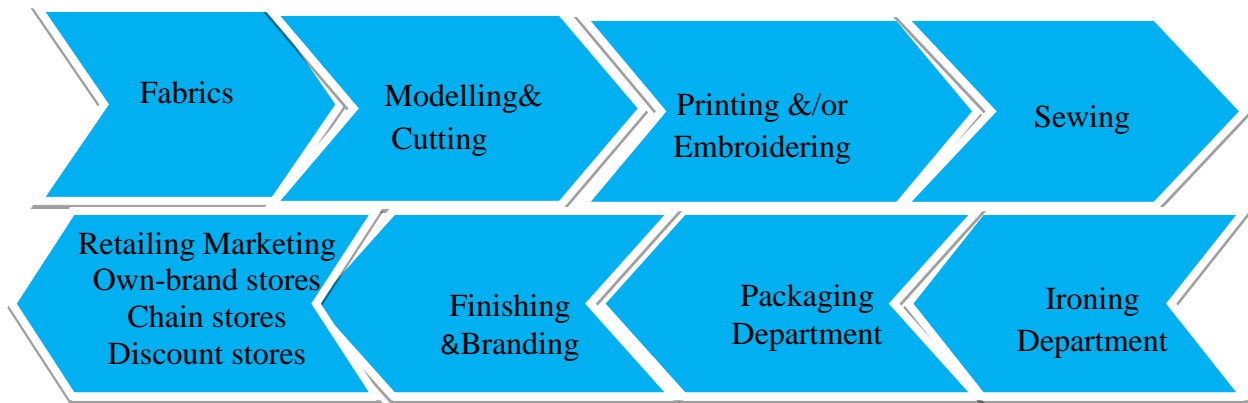 Fabrics
Modelling&
Cutting
Printing &/or
Embroidering
Sewing
Ironing
Department
Packaging
Department
Finishing
&Branding
Retailing Marketing
Own-brand stores
Chain stores
Discount stores